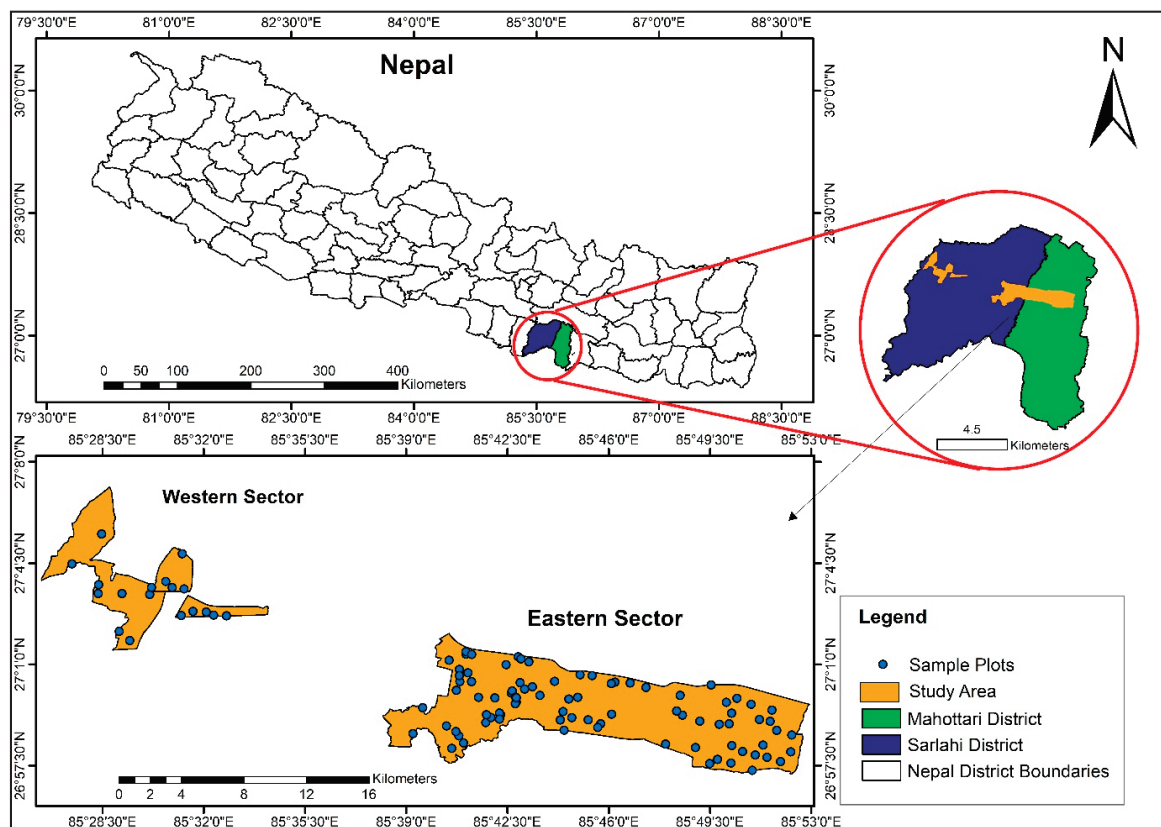 79°30'0"E 81°0'0"E 82°30'0"E 84°0'0"E 85°30'0"E 87°0'0"E 88°30'0"E
Nepal
N
30°0'0"N
30°0'0"N
28°30'0"N
28°30'0"N
27°0'0"N
27°0'0"N
0 50 100 200 300 400
Kilometers
79°30'0"E 81°0'0"E 82°30'0"E 84°0'0"E 85°30'0"E 87°0'0"E 88°30'0"E
4.5
Kilometers
85°28'30"E 85°32'0"E 85°35'30"E 85°39'0"E 85°42'30"E 85°46'0"E 85°49'30"E 85°53'0"E
27°8'0"N
27°8'0"N
Western Sector
27°4'30"N
27°4'30"N
Eastern Sector
27°1'0"N
27°1'0"N
26°57'30"N
26°57'30"N
Kilometers
0 2 4 8 12 16
85°28'30"E 85°32'0"E 85°35'30"E 85°39'0"E 85°42'30"E 85°46'0"E 85°49'30"E 85°53'0"E
Legend
Sample Plots
Study Area
Mahottari District
Sarlahi District
Nepal District Boundaries